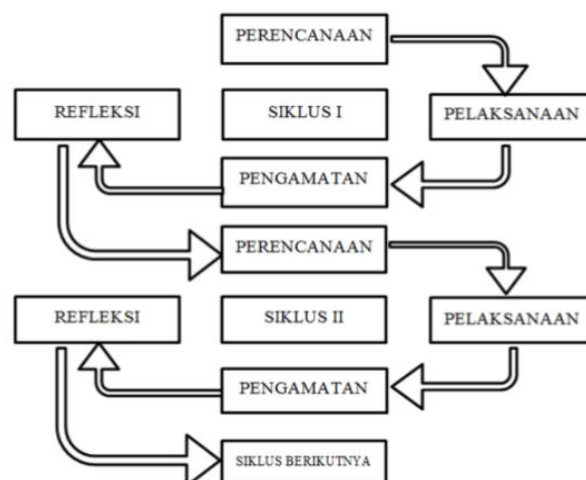 PERENCANAAN
REFLEKSI
SIKLUS I
PELAKSANAAN
PENGAMATAN
PERENCANAAN
REFLEKSI
SIKLUS II
PELAKSANAAN
PENGAMATAN
SIKLUS BERIKUTNYA